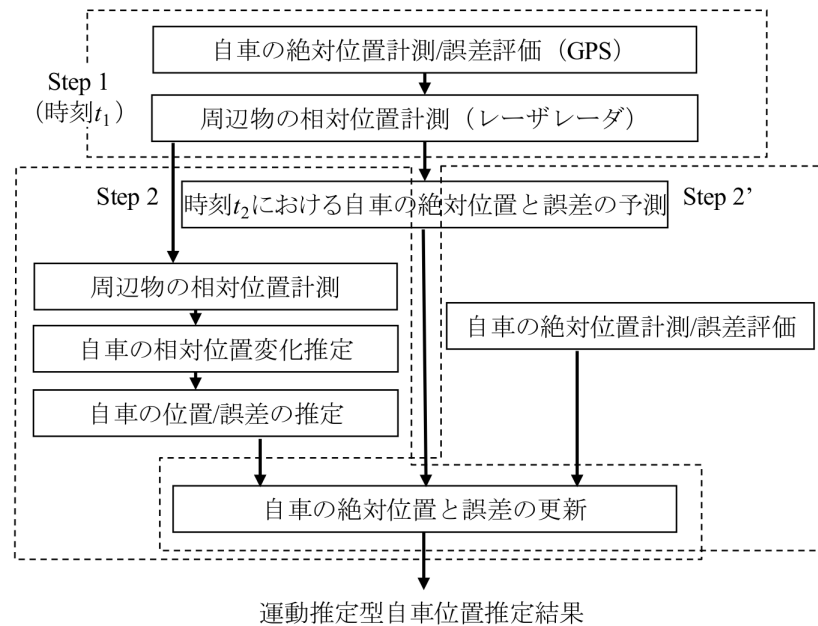 自車の絶対位置計測/誤差評価（GPS）
Step 1
（時刻t1）
周辺物の相対位置計測（レーザレーダ）
Step 2
時刻t2における自車の絶対位置と誤差の予測
Step 2’
周辺物の相対位置計測
自車の絶対位置計測/誤差評価
自車の相対位置変化推定
自車の位置/誤差の推定
自車の絶対位置と誤差の更新
運動推定型自車位置推定結果